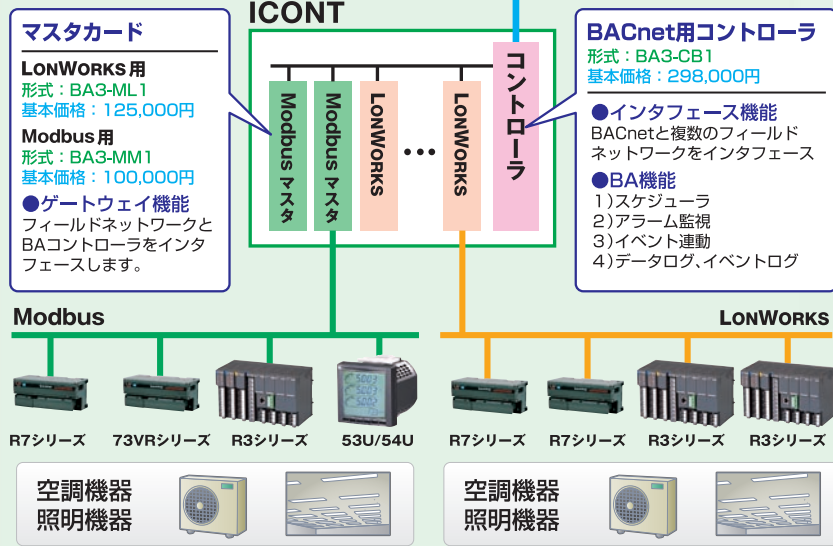 ICONT
マスタカード
LONWORKS用
形式：BA3-ML1
基本価格：125,000円
Modbus用
形式：BA3-MM1
基本価格：100,000円
●ゲートウェイ機能
フィールドネットワークと
BAコントローラをインタ
フェースします。
Modbus マスタ
Modbus マスタ
LONWORKS
•••
LONWORKS
コントローラ
BACnet用コントローラ
形式：BA3-CB1
基本価格：298,000円
●インタフェース機能
BACnetと複数のフィールド
ネットワークをインタフェース
●BA機能
1）スケジューラ
2）アラーム監視
3）イベント連動
4）データログ、イベントログ
Modbus
LONWORKS
R7シリーズ 73VRシリーズ R3シリーズ 53U/54U
R7シリーズ R7シリーズ R3シリーズ R3シリーズ
空調機器
照明機器
空調機器
照明機器